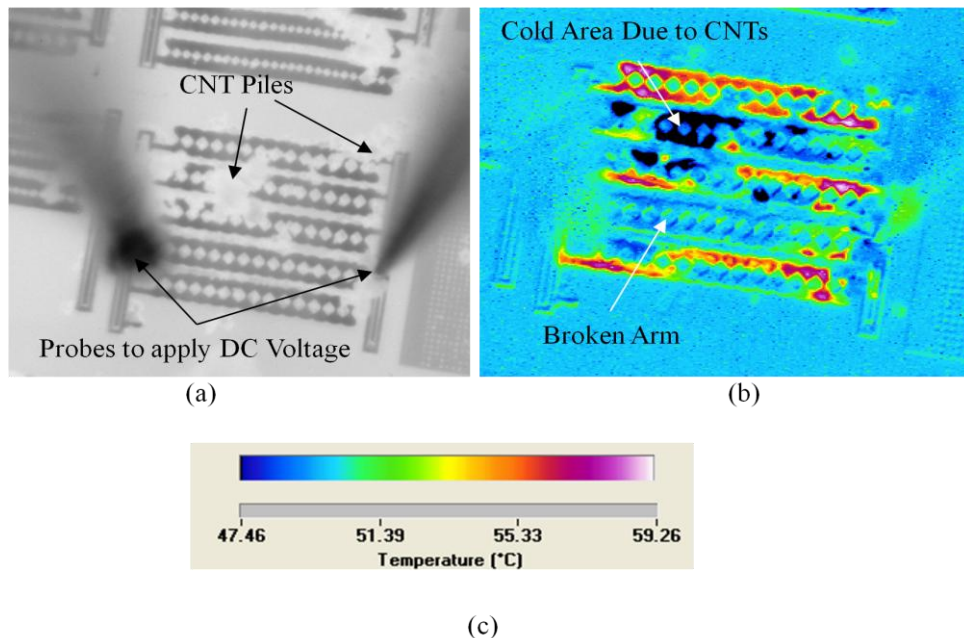 CNT Piles
Probes to apply DC Voltage
(a)
Cold Area Due to CNTs
Broken Arm
(b)
47.46 51.39 55.33 59.26
Temperature (°C)
(c)